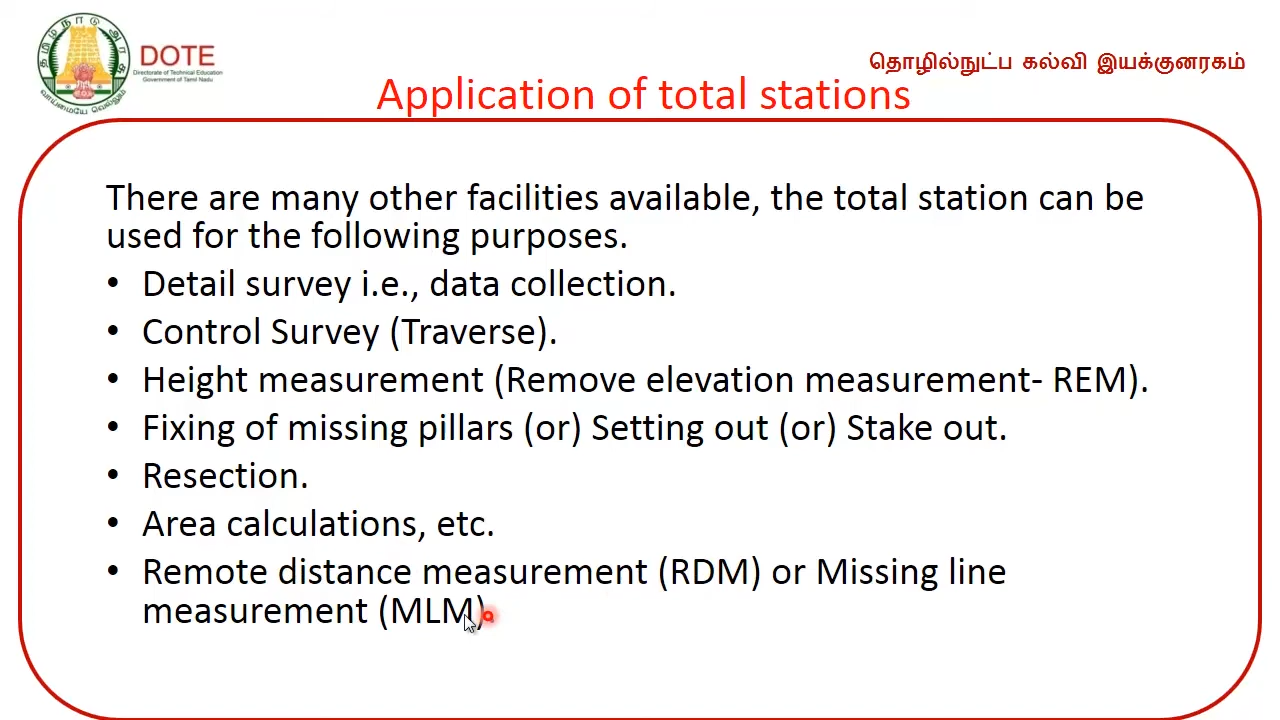 தமிழ்நாடு அரசு
வாய்மையே வெல்லும்
DOTE
Directorate of Technical Education
Government of Tamil Nadu
தொழில்நுட்ப கல்வி இயக்குனரகம்
Application of total stations
There are many other facilities available, the total station can be
used for the following purposes.
• Detail survey i.e., data collection.
• Control Survey (Traverse).
• Height measurement (Remove elevation measurement- REM).
• Fixing of missing pillars (or) Setting out (or) Stake out.
• Resection.
• Area calculations, etc.
• Remote distance measurement (RDM) or Missing line
measurement (MLM)